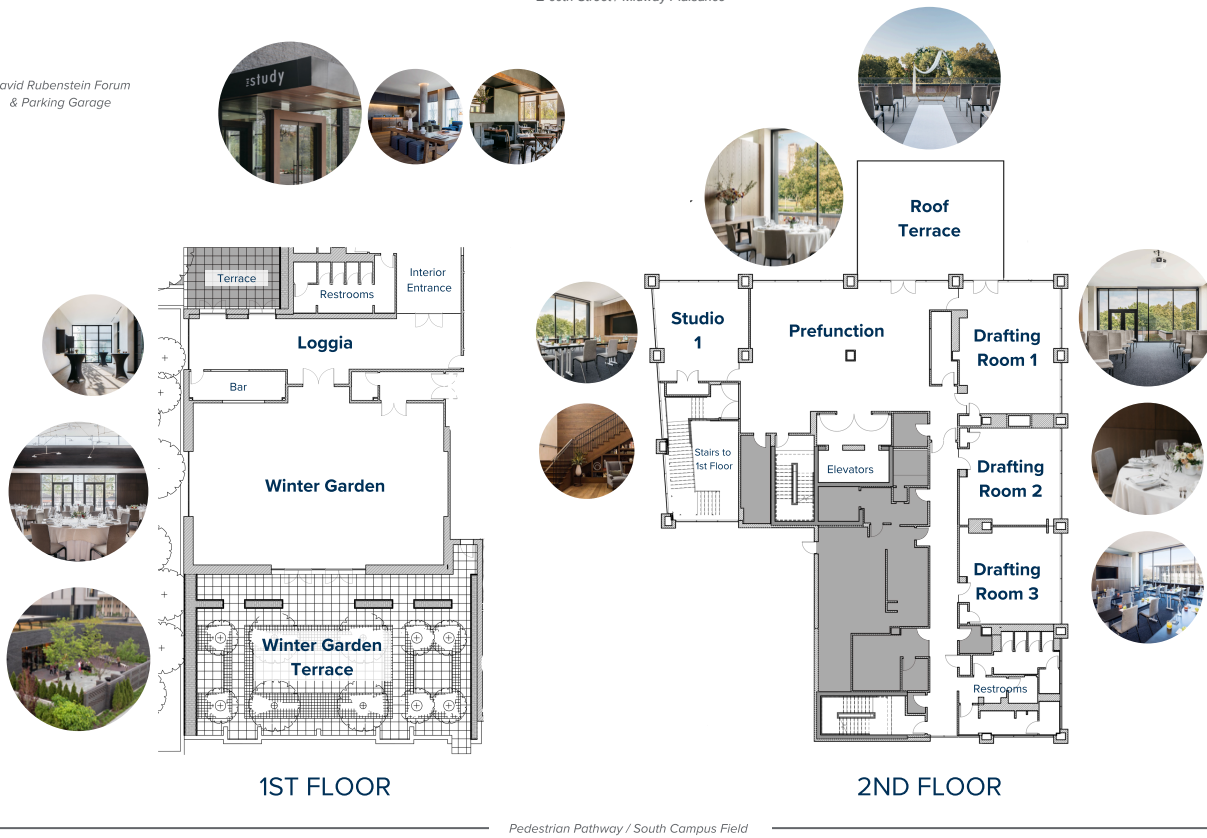 David Rubenstein Forum
& Parking Garage
THE study
Roof
Terrace
Terrace
Restrooms
Interior
Entrance
Loggia
Bar
Winter Garden
Winter Garden
Terrace
1ST FLOOR
Studio
1
Prefunction
Drafting
Room 1
Stairs to
1st Floor
Elevators
Drafting
Room 2
Drafting
Room 3
Restrooms
2ND FLOOR
Pedestrian Pathway / South Campus Field